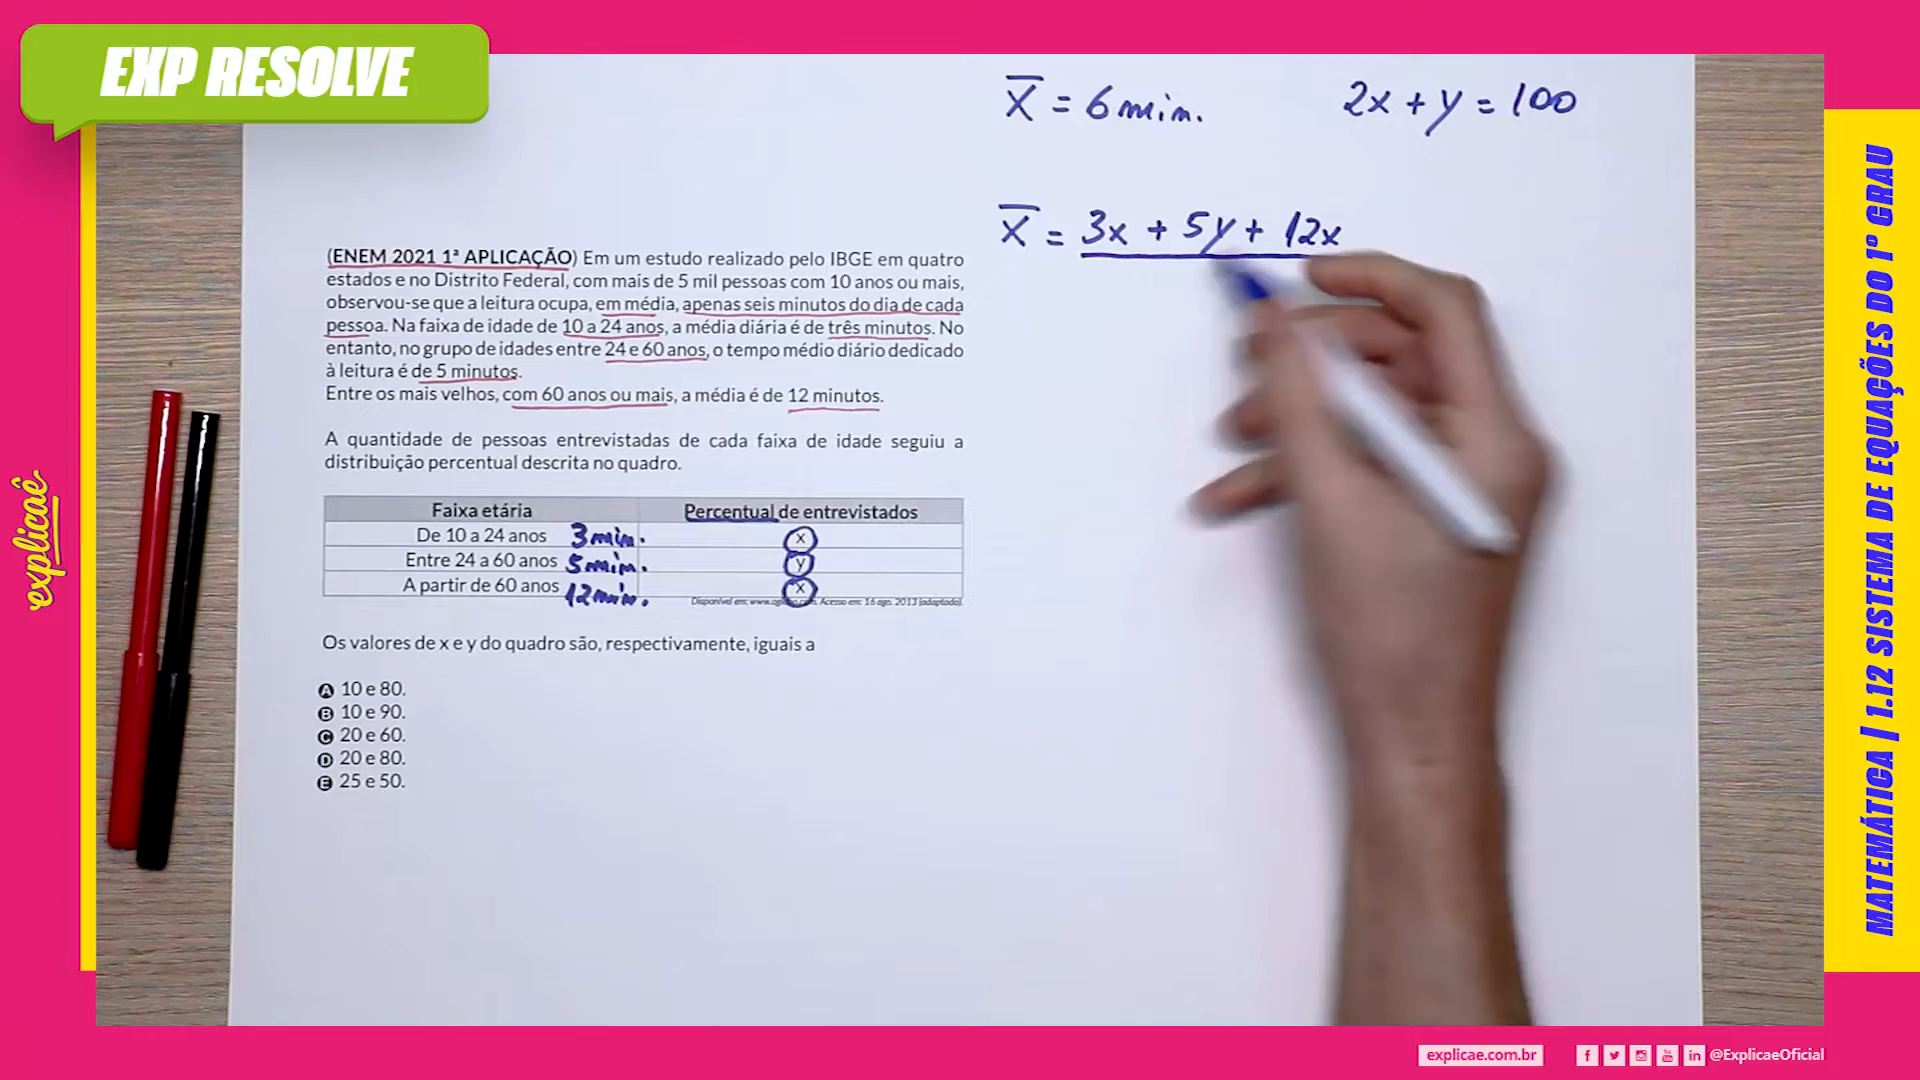 EXP RESOLVE
X = 6 min.
2x + y = 100
X = 3x + 5y + 12x
(ENEM 2021 1ª APLICAÇÃO) Em um estudo realizado pelo IBGE em quatro
estados e no Distrito Federal, com mais de 5 mil pessoas com 10 anos ou mais,
observou-se que a leitura ocupa, em média, apenas seis minutos do dia de cada
pessoa. Na faixa de idade de 10 a 24 anos, a média diária é de três minutos. No
entanto, no grupo de idades entre 24 e 60 anos, o tempo médio diário dedicado
à leitura é de 5 minutos.
Entre os mais velhos, com 60 anos ou mais, a média é de 12 minutos.
A quantidade de pessoas entrevistadas de cada faixa de idade seguiu a
distribuição percentual descrita no quadro.
Faixa etária Percentual de entrevistados
De 10 a 24 anos 3 min. x
Entre 24 a 60 anos 5 min. y
A partir de 60 anos 12 min. x
Disponível em: Acesso em: 16 ago. 2013 (adaptado).
Os valores de x e y do quadro são, respectivamente, iguais a
A 10 e 80.
B 10 e 90.
C 20 e 60.
D 20 e 80.
E 25 e 50.
explicaê
MATEMÁTICA | 1.12 SISTEMA DE EQUAÇÕES DO 1º GRAU
explicae.com.br
@ExplicaeOficial